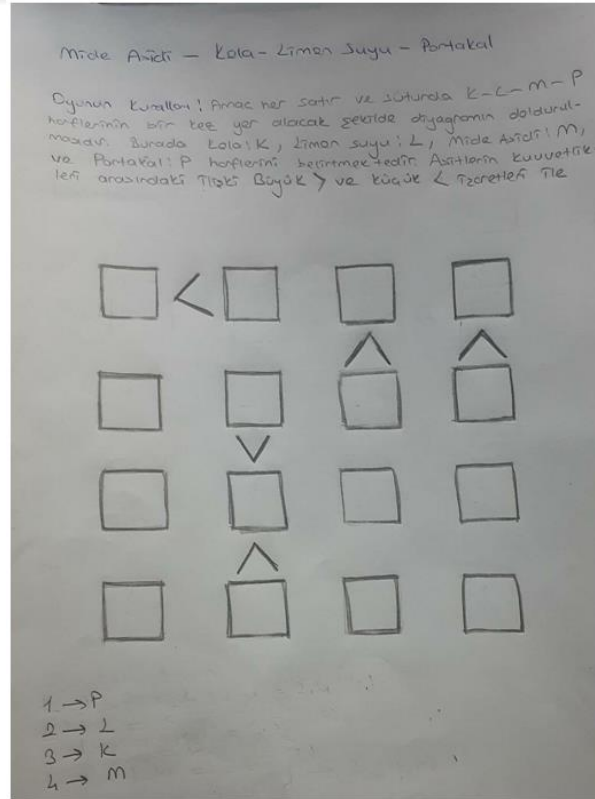 Mide Asidi - Kola - Limon Suyu - Portakal
Oyunun Kuralları: Amaç her satır ve sütunda K-L-M-P
harflerinin bir kez yer alacak şekilde diyagramın doldurul-
masıdır. Burada Kola: K, Limon suyu: L, Mide Asidi: M,
ve Portakal: P harflerini belirtmektedir. Asitlerin kuvvetlik
leri arasındaki ilişki Büyük > ve küçük < işaretleri ile
<
∧ ∧
∨
∧
1 → P
2 → L
3 → K
4 → M